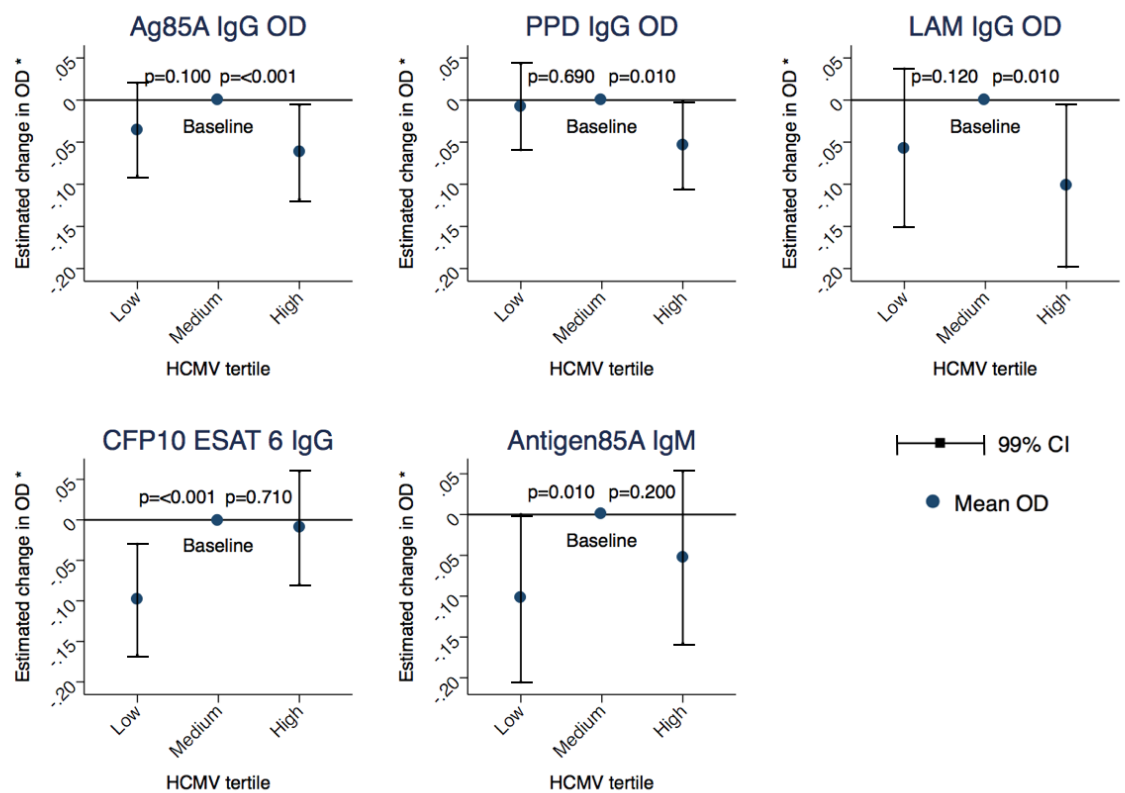 Ag85A IgG OD
Estimated change in OD *
.05
0
-.05
-.10
-.15
-.20
p=0.100 p=<0.001
Baseline
Low
Medium
High
HCMV tertile
PPD IgG OD
Estimated change in OD *
.05
0
-.05
-.10
-.15
-.20
p=0.690 p=0.010
Baseline
Low
Medium
High
HCMV tertile
LAM IgG OD
Estimated change in OD *
.05
0
-.05
-.10
-.15
-.20
p=0.120 p=0.010
Baseline
Low
Medium
High
HCMV tertile
CFP10 ESAT 6 IgG
Estimated change in OD *
.05
0
-.05
-.10
-.15
-.20
p=<0.001 p=0.710
Baseline
Low
Medium
High
HCMV tertile
Antigen85A IgM
Estimated change in OD *
.05
0
-.05
-.10
-.15
-.20
p=0.010 p=0.200
Baseline
Low
Medium
High
HCMV tertile
99% CI
Mean OD